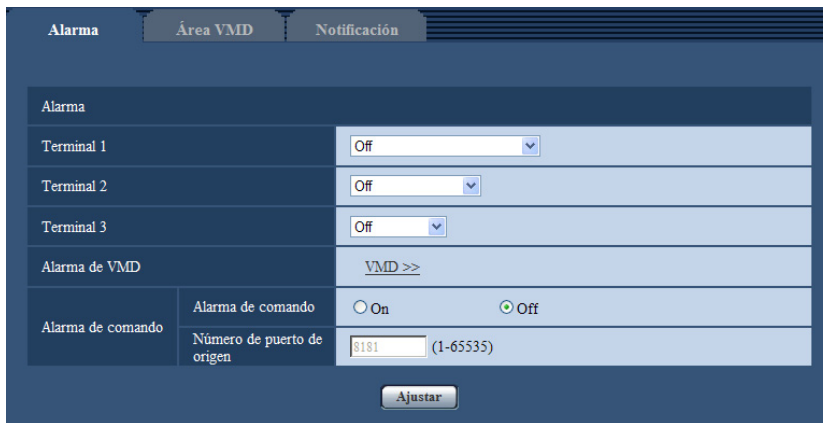 Alarma Área VMD Notificación
Alarma
Terminal 1 Off
Terminal 2 Off
Terminal 3 Off
Alarma de VMD VMD >>
Alarma de comando Alarma de comando On Off
Número de puerto de
origen 8181 (1-65535)
Ajustar